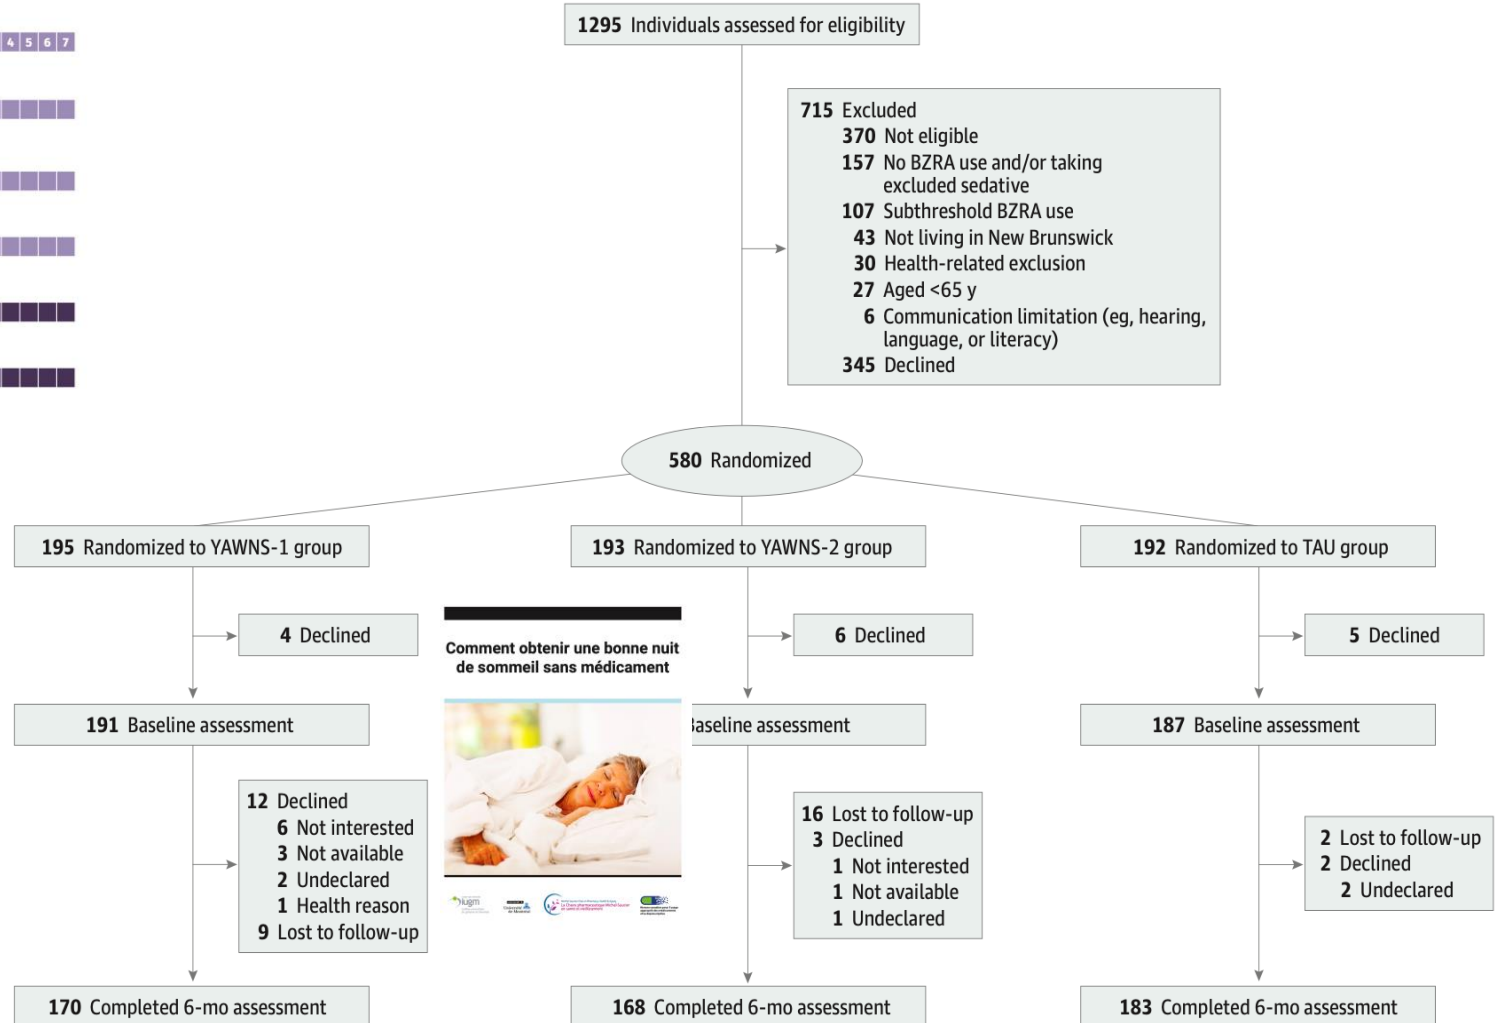 4 5 6 7
1295 Individuals assessed for eligibility
715 Excluded
370 Not eligible
157 No BZRA use and/or taking
excluded sedative
107 Subthreshold BZRA use
43 Not living in New Brunswick
30 Health-related exclusion
27 Aged <65 y
6 Communication limitation (eg, hearing,
language, or literacy)
345 Declined
580 Randomized
195 Randomized to YAWNS-1 group
193 Randomized to YAWNS-2 group
192 Randomized to TAU group
4 Declined
6 Declined
5 Declined
Comment obtenir une bonne nuit
de sommeil sans médicament
191 Baseline assessment
Baseline assessment
187 Baseline assessment
12 Declined
6 Not interested
3 Not available
2 Undeclared
1 Health reason
9 Lost to follow-up
16 Lost to follow-up
3 Declined
1 Not interested
1 Not available
1 Undeclared
2 Lost to follow-up
2 Declined
2 Undeclared
iugm
170 Completed 6-mo assessment
168 Completed 6-mo assessment
183 Completed 6-mo assessment